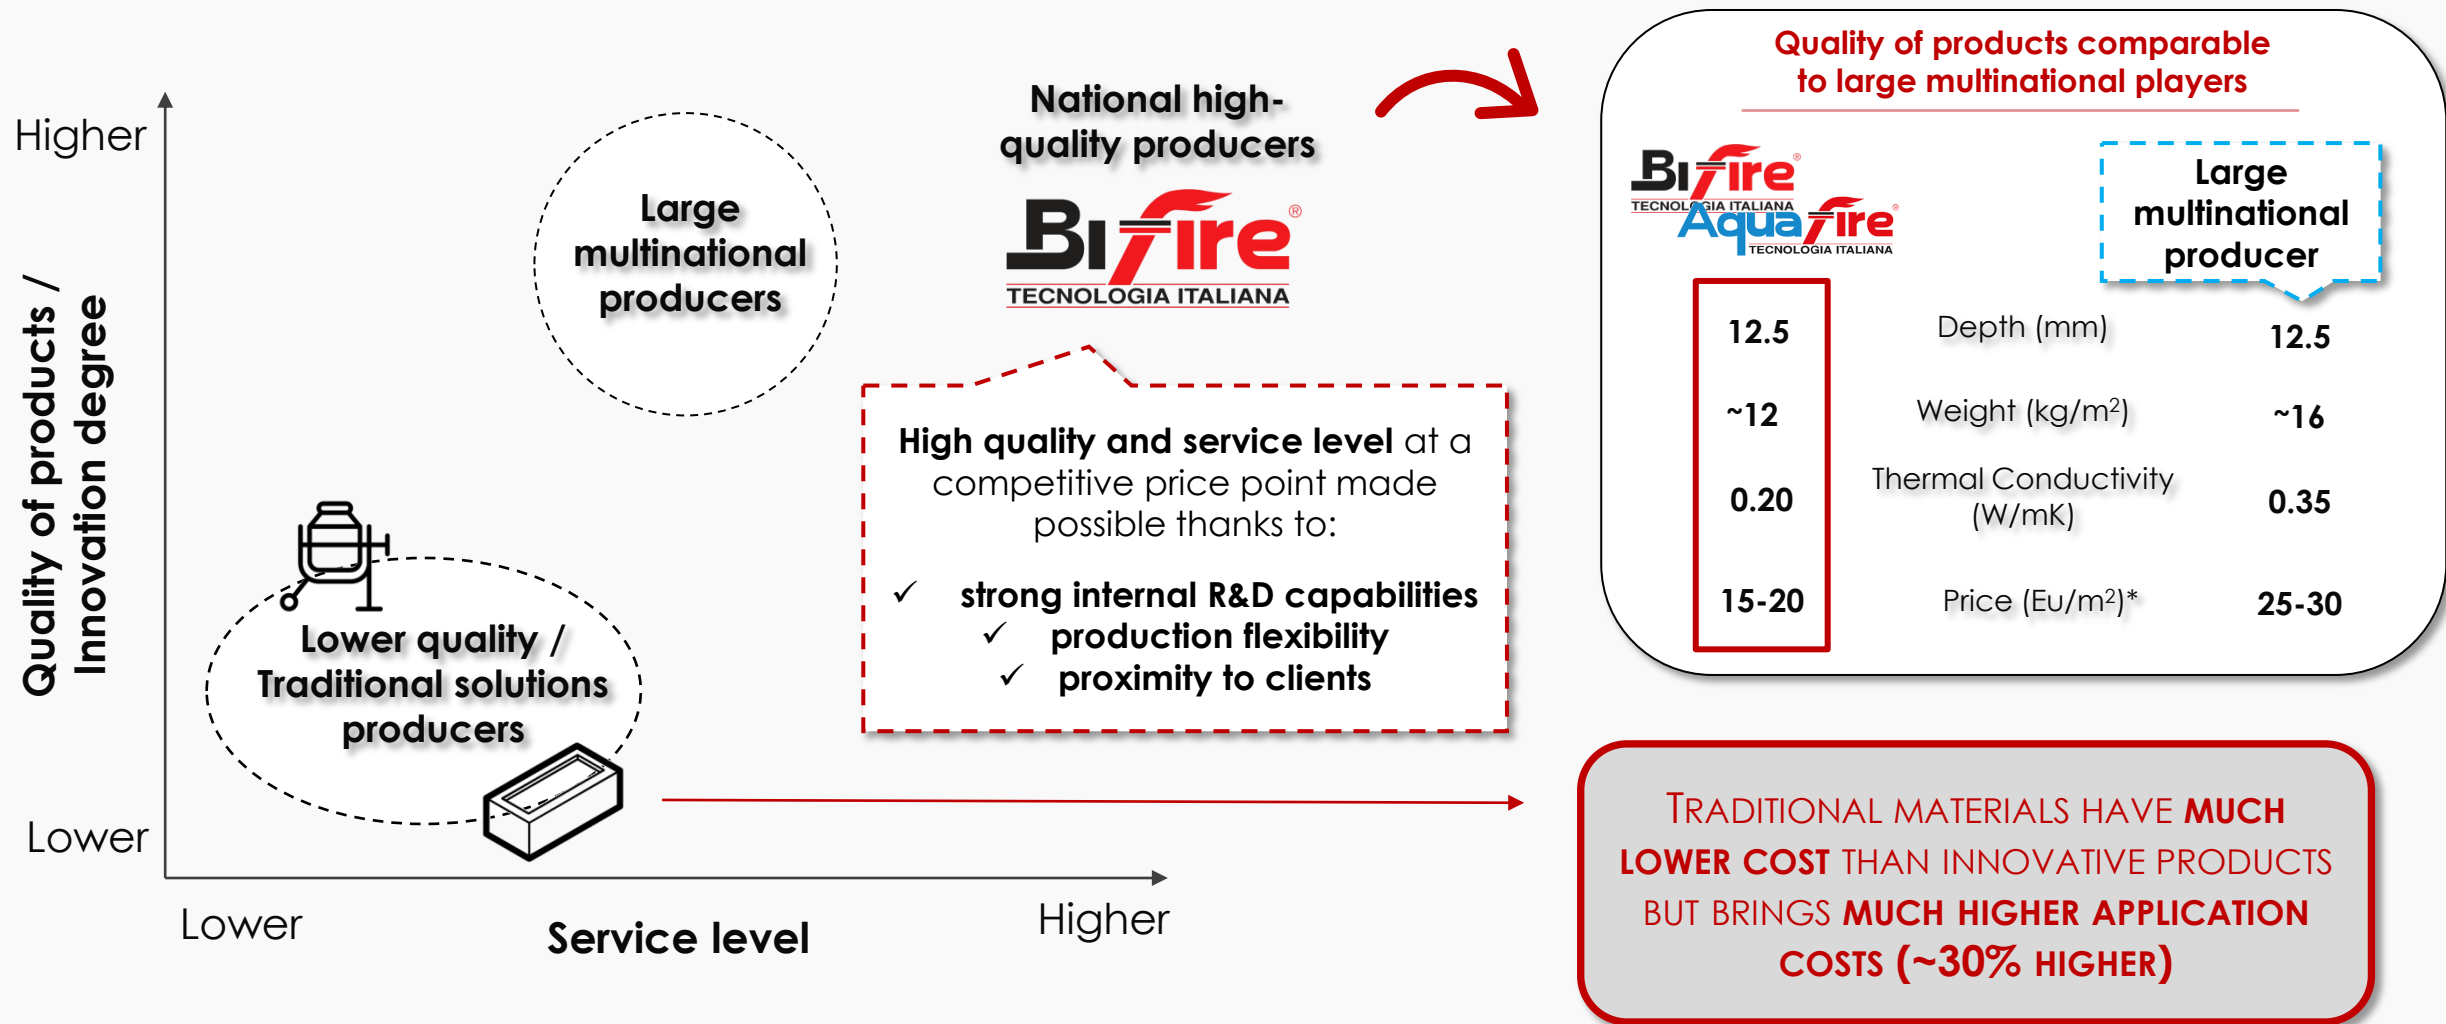 Higher
Quality of products /
Innovation degree
Lower
Lower
Service level
Higher
Large
multinational
producers
Lower quality /
Traditional solutions
producers
National high-
quality producers
BIFIRE®
TECNOLOGIA ITALIANA
High quality and service level at a
competitive price point made
possible thanks to:
✓ strong internal R&D capabilities
✓ production flexibility
✓ proximity to clients
Quality of products comparable
to large multinational players
BIFIRE®
TECNOLOGIA ITALIANA
Aquafire®
TECNOLOGIA ITALIANA
Large
multinational
producer
12.5 Depth (mm) 12.5
~12 Weight (kg/m²) ~16
0.20 Thermal Conductivity
(W/mK) 0.35
15-20 Price (Eu/m²)* 25-30
TRADITIONAL MATERIALS HAVE MUCH
LOWER COST THAN INNOVATIVE PRODUCTS
BUT BRINGS MUCH HIGHER APPLICATION
COSTS (~30% HIGHER)